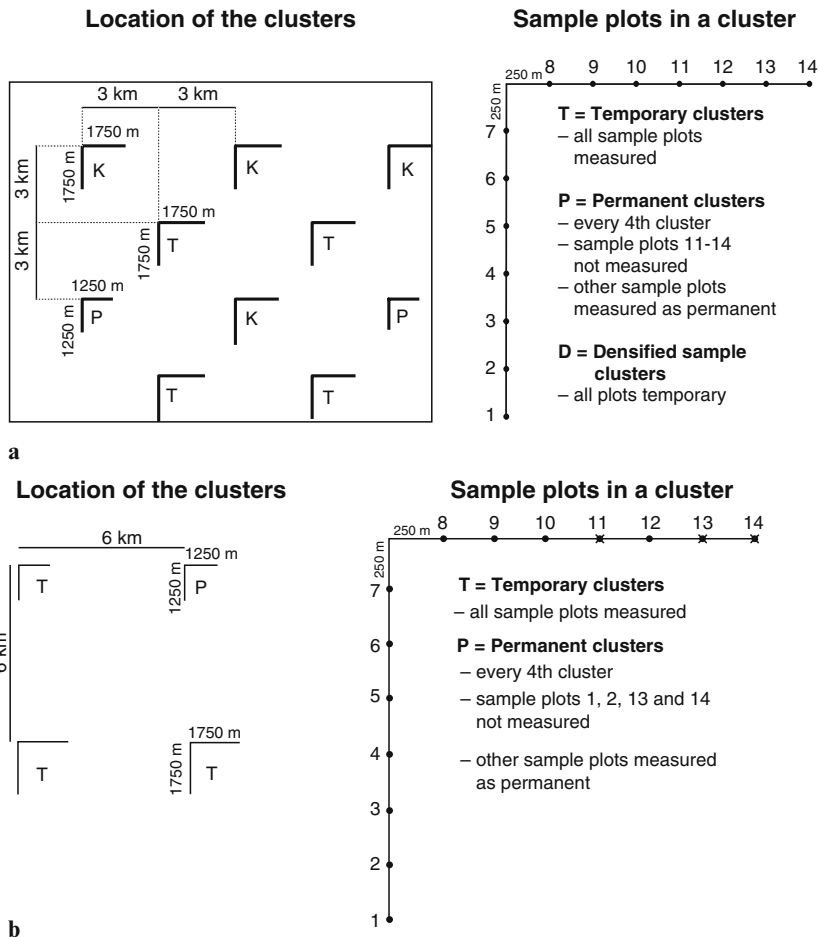 Location of the clusters
Sample plots in a cluster
3 km
3 km
1750 m
1750 m
K
K
K
3 km
3 km
1750 m
1750 m
T
T
1250 m
1250 m
P
K
P
T
T
250 m
8
9
10
11
12
13
14
250 m
7
6
5
4
3
2
1
T = Temporary clusters
– all sample plots
measured
P = Permanent clusters
– every 4th cluster
– sample plots 11-14
not measured
– other sample plots
measured as permanent
D = Densified sample
clusters
– all plots temporary
a
Location of the clusters
Sample plots in a cluster
6 km
6 km
T
1250 m
1250 m
P
T
1750 m
1750 m
T
250 m
8
9
10
11
12
13
14
250 m
7
6
5
4
3
2
1
T = Temporary clusters
– all sample plots measured
P = Permanent clusters
– every 4th cluster
– sample plots 1, 2, 13 and 14
not measured
– other sample plots measured
as permanent
b